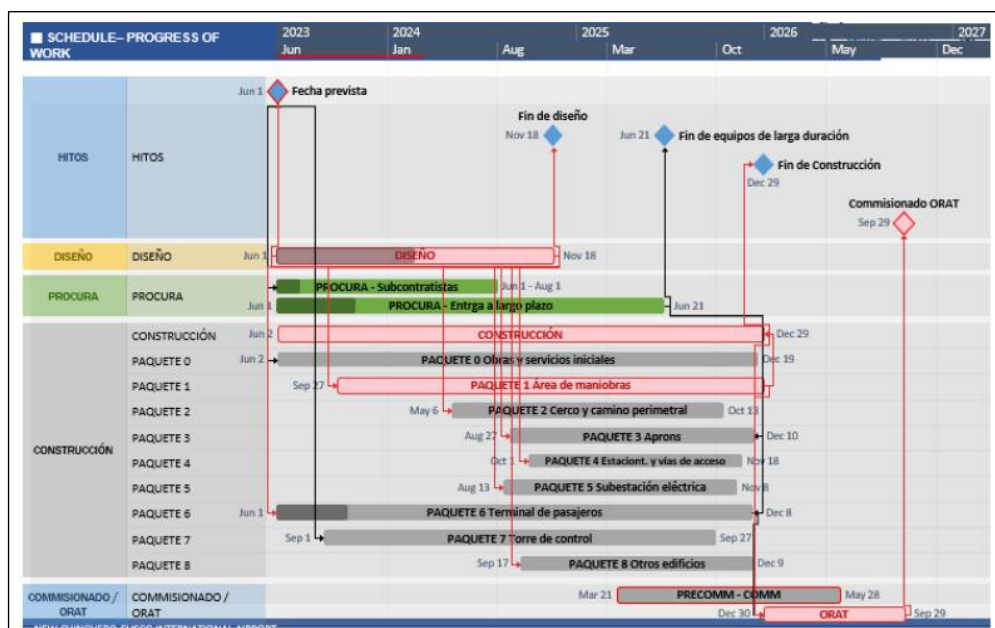 ■ SCHEDULE– PROGRESS OF WORK
2023 2024 2025 2026 2027
Jun Jan Aug Mar Oct May Dec
Jun 1 Fecha prevista
Fin de diseño
Nov 18
Jun 21 Fin de equipos de larga duración
HITOS HITOS
Fin de Construcción
Dec 29
Commisionado ORAT
Sep 29
DISEÑO DISEÑO Jun 1 DISEÑO Nov 18
PROCURA - Subcontratistas Jun 1 - Aug 1
PROCURA PROCURA
Jun 1 PROCURA - Entrga a largo plazo Jun 21
CONSTRUCCIÓN Jun 2 CONSTRUCCIÓN Dec 29
PAQUETE 0 Jun 2 PAQUETE 0 Obras y servicios iniciales Dec 19
PAQUETE 1 Sep 27 PAQUETE 1 Área de maniobras
PAQUETE 2 May 6 PAQUETE 2 Cerco y camino perimetral Oct 13
PAQUETE 3 Aug 27 PAQUETE 3 Aprons Dec 10
CONSTRUCCIÓN
PAQUETE 4 Oct 1 PAQUETE 4 Estaciont. y vías de acceso Nov 18
PAQUETE 5 Aug 13 PAQUETE 5 Subestación eléctrica Nov 8
PAQUETE 6 Jun 1 PAQUETE 6 Terminal de pasajeros Dec 8
PAQUETE 7 Sep 1 PAQUETE 7 Torre de control Sep 27
PAQUETE 8 Sep 17 PAQUETE 8 Otros edificios Dec 9
COMMISIONADO / ORAT COMMISIONADO / ORAT Mar 21 PRECOMM - COMM May 28
Dec 30 ORAT Sep 29